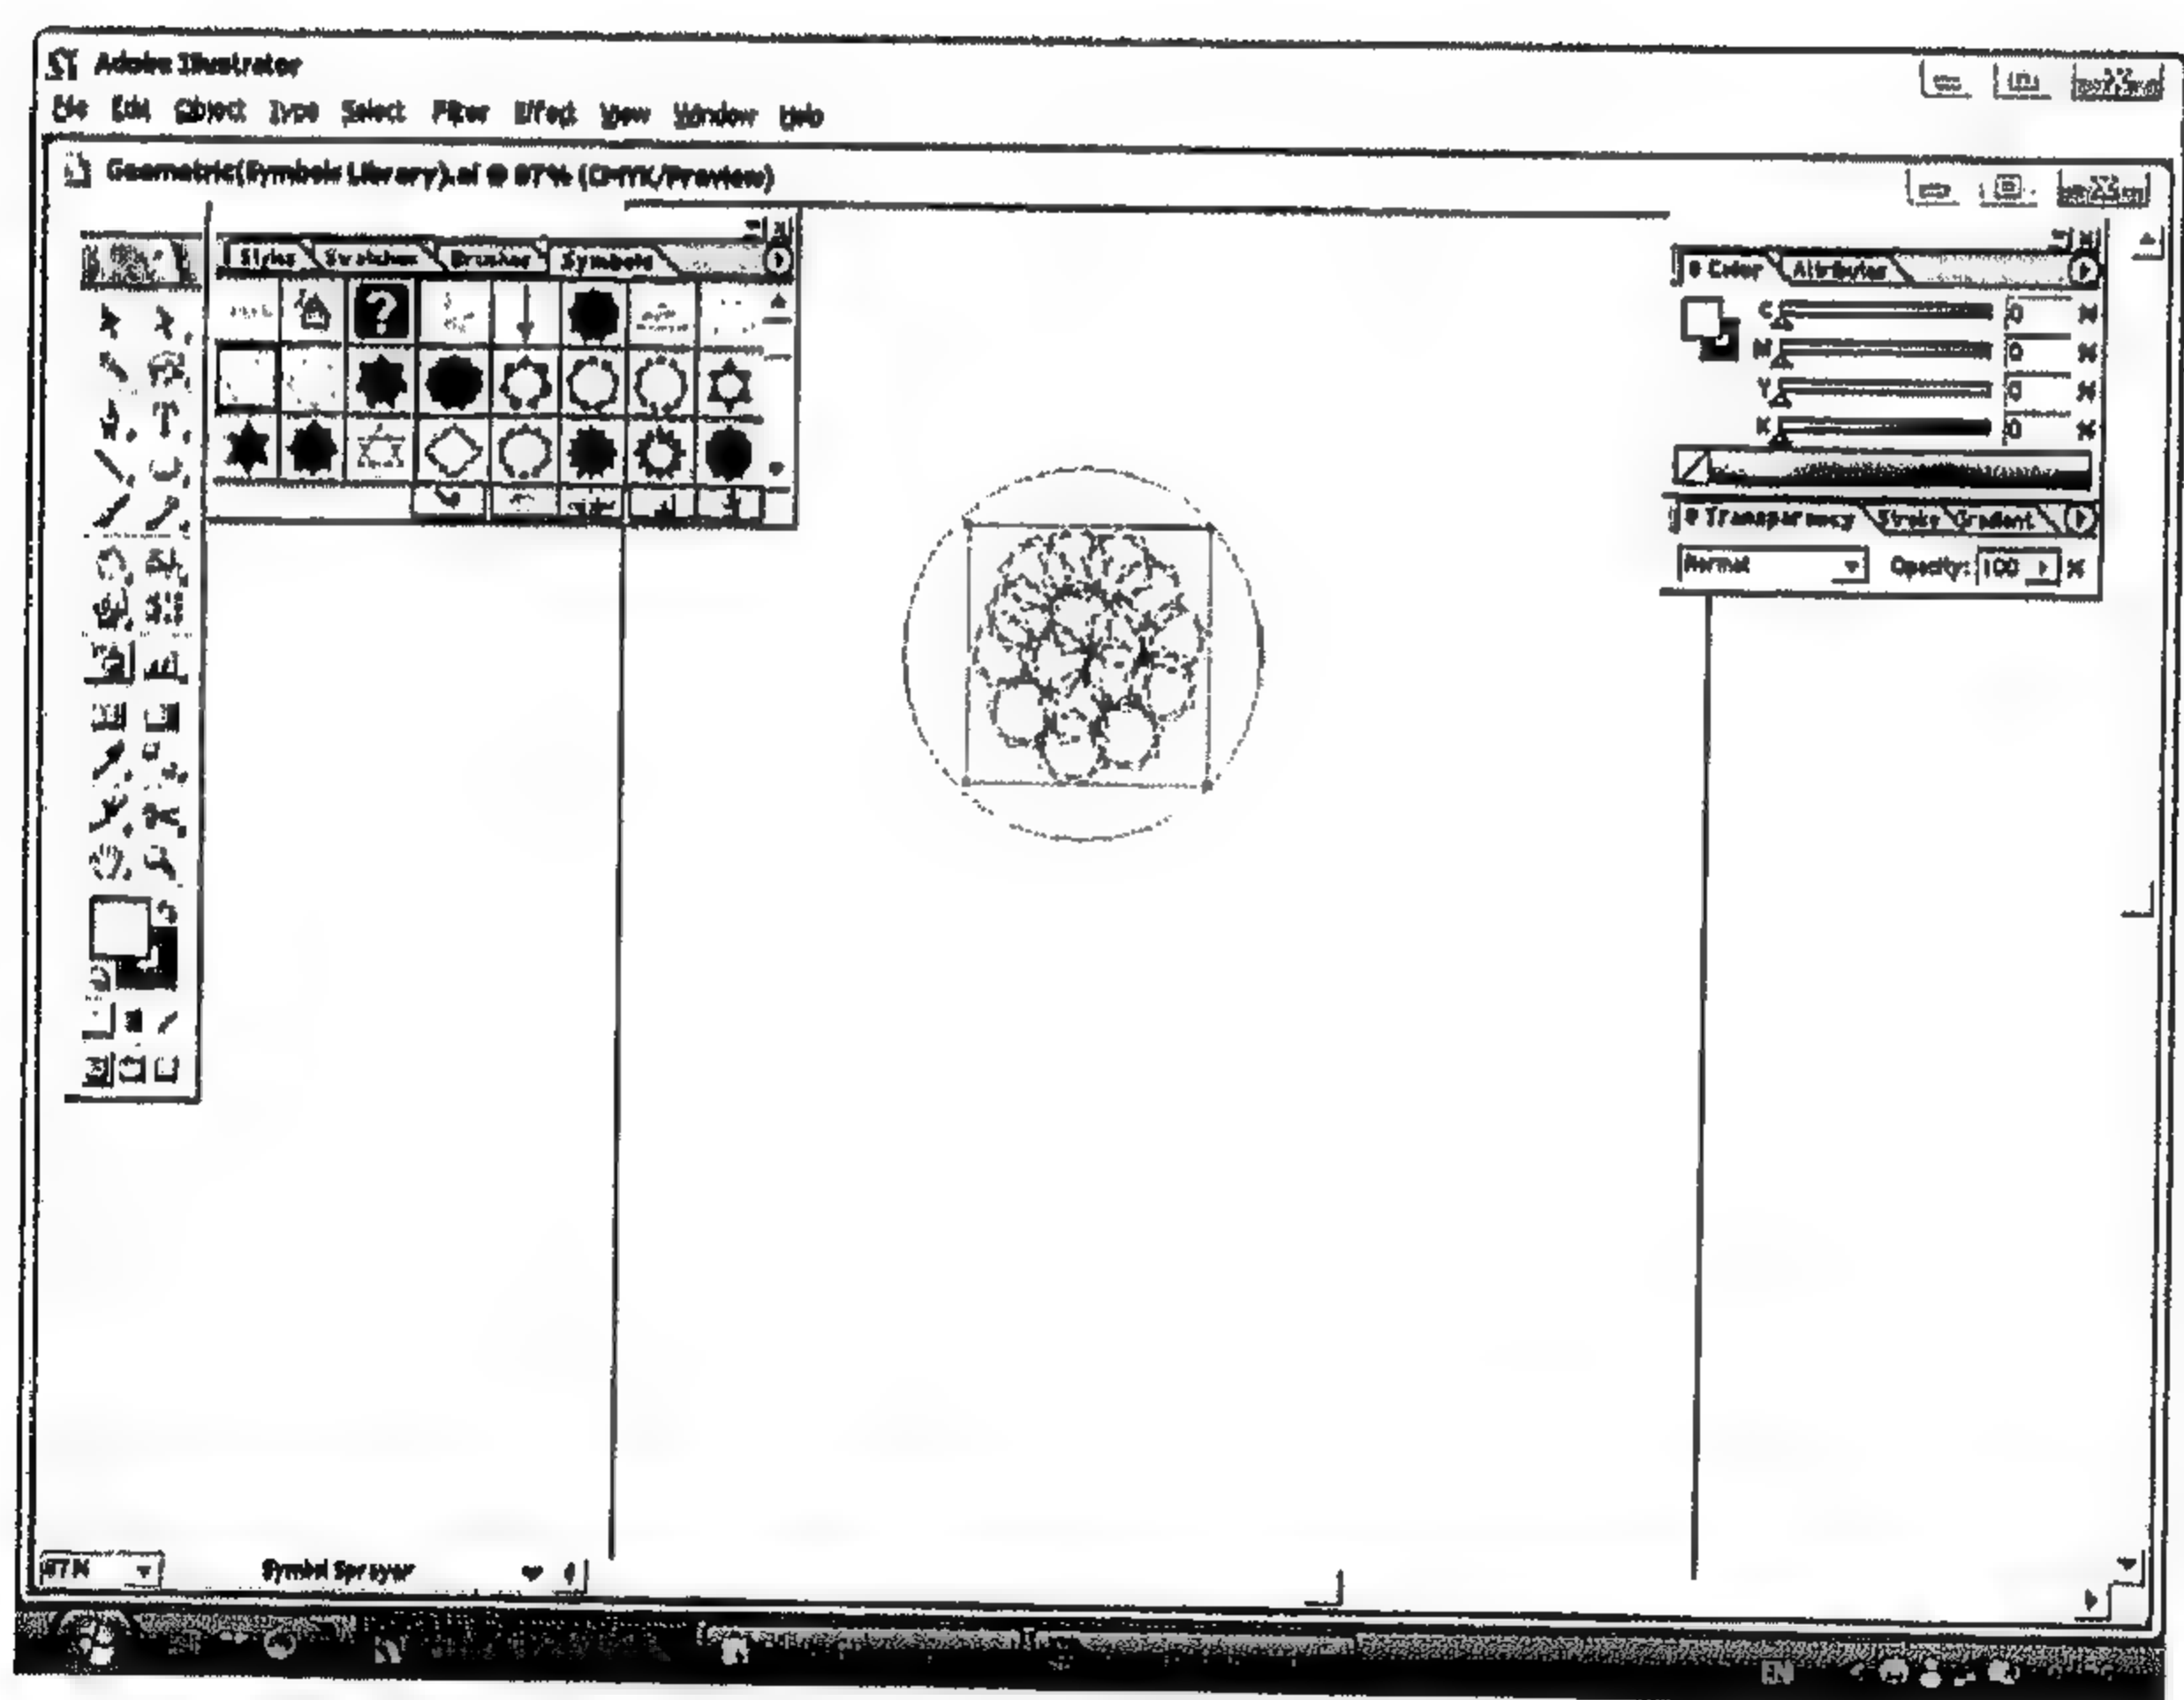 Adobe Illustrator
File Edit Object Type Select Filter Effect View Window Help
Geometric(Symbols Library).ai @ 87% (CMYK/Preview)
Styles Swatches Brushes Symbols
?
Color Attributes
C 0 %
M 0 %
Y 0 %
K 0 %
Transparency Stroke Gradient
Normal Opacity: 100 %
87% Symbol Sprayer
EN